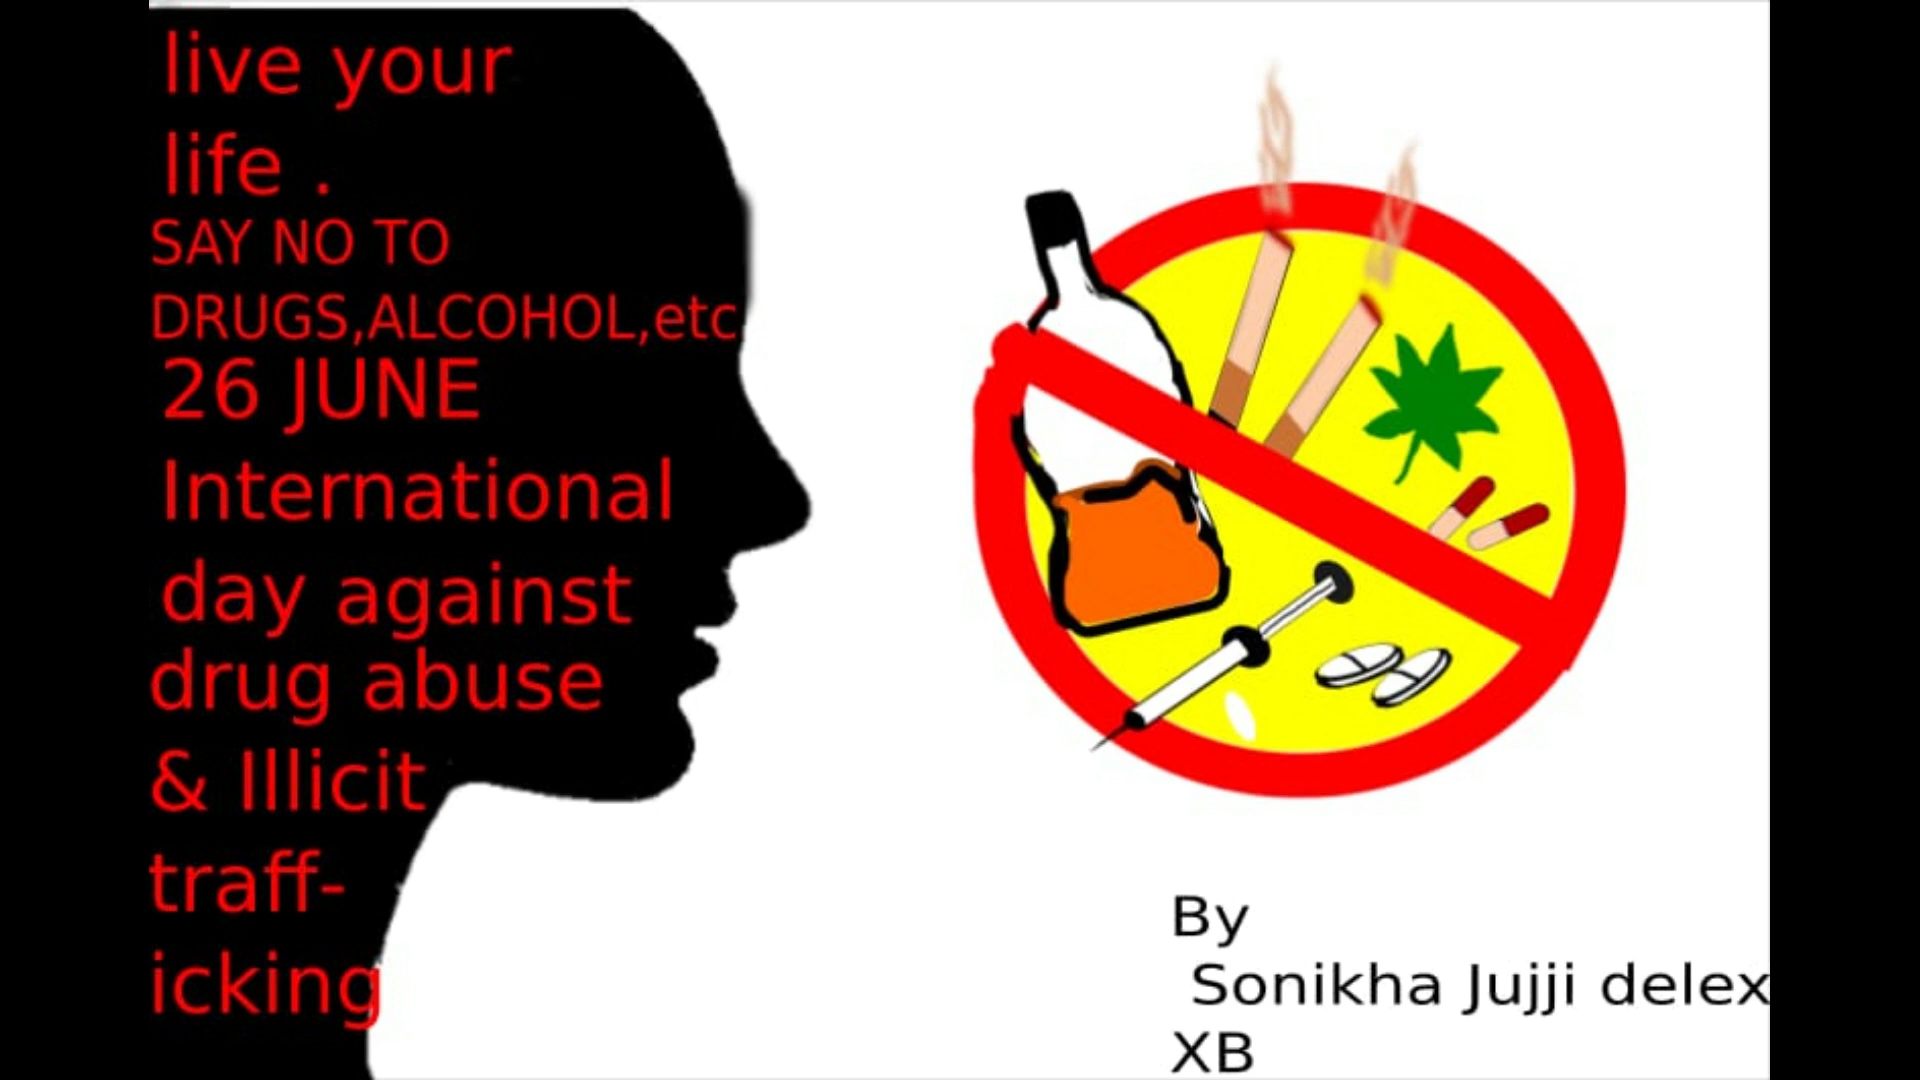 live your
life .
SAY NO TO
DRUGS,ALCOHOL,etc
26 JUNE
International
day against
drug abuse
& Illicit
traff-
icking
By
Sonikha Jujji delex
XB